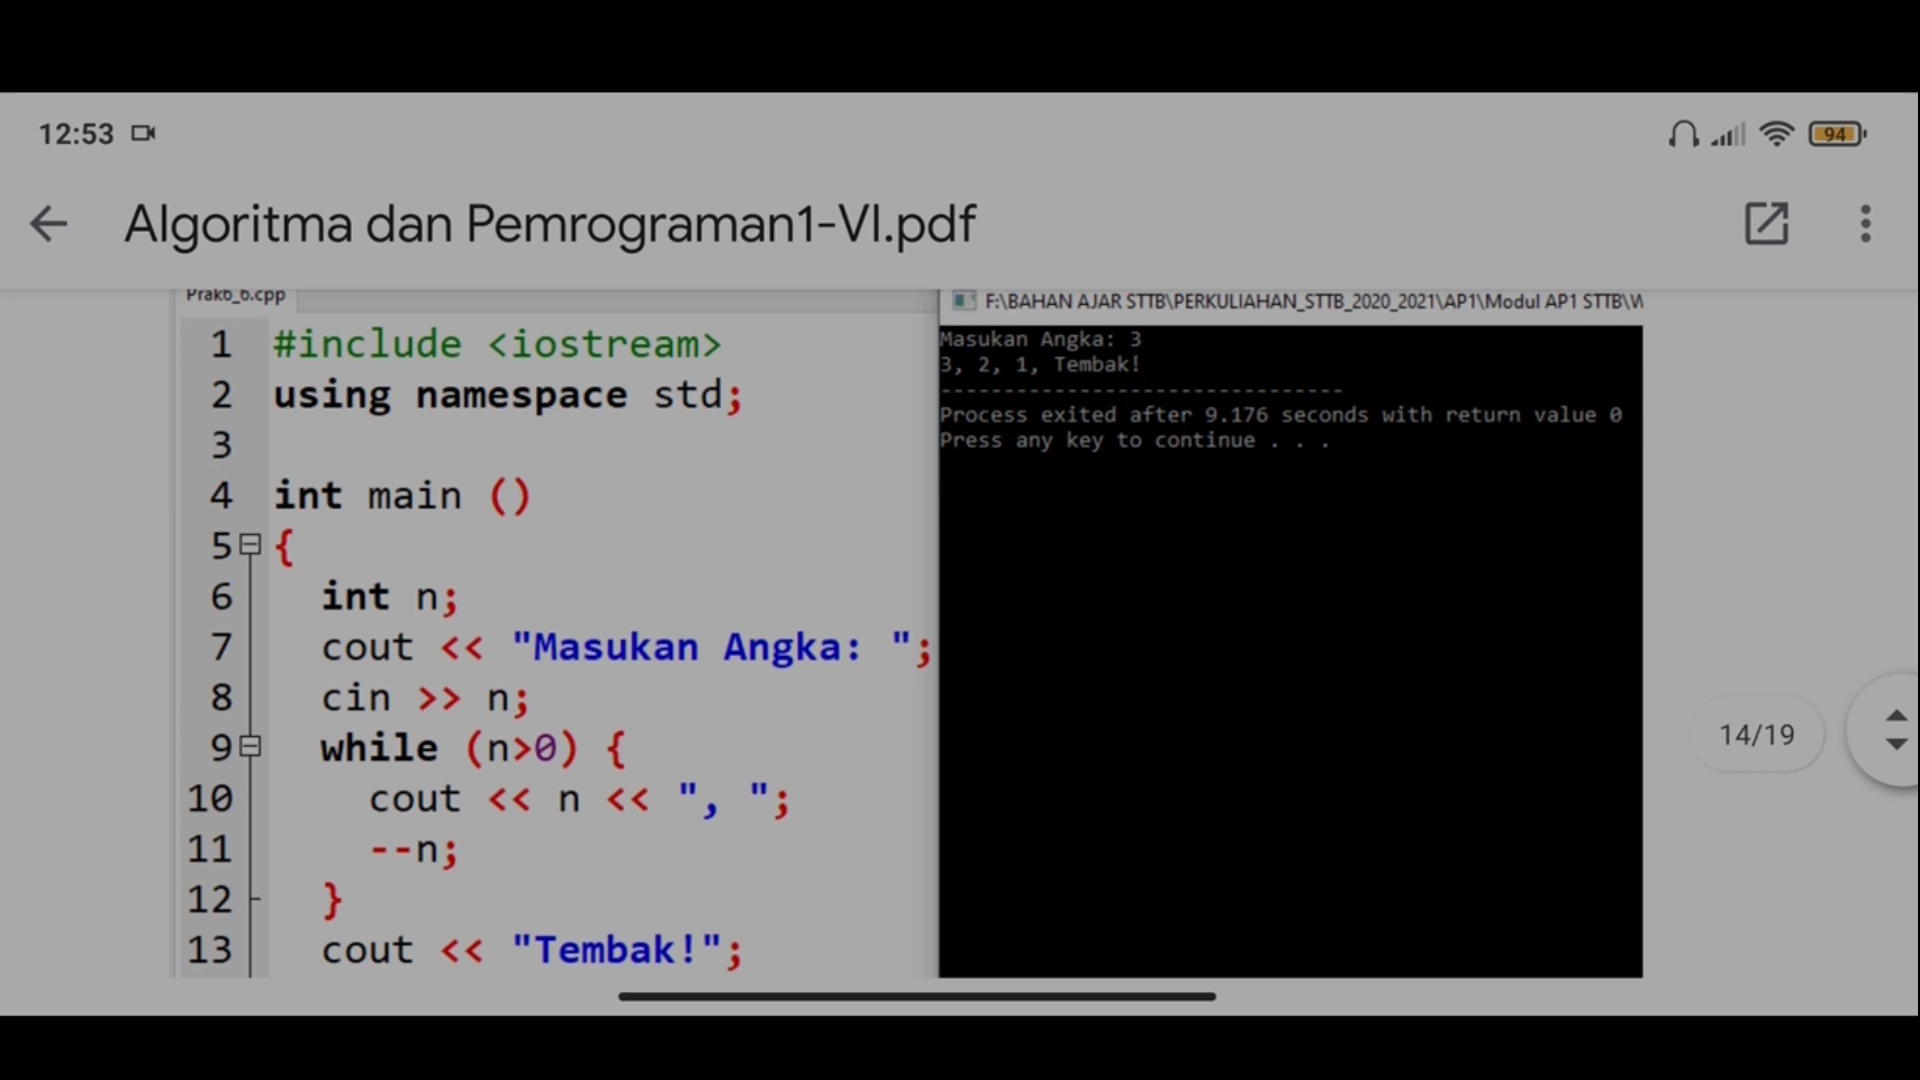 12:53
94
Algoritma dan Pemrograman1-VI.pdf
Prak6_6.cpp
1 #include <iostream>
2 using namespace std;
3
4 int main ()
5 {
6 int n;
7 cout << "Masukan Angka: ";
8 cin >> n;
9 while (n>0) {
10 cout << n << ", ";
11 --n;
12 }
13 cout << "Tembak!";
F:\BAHAN AJAR STTB\PERKULIAHAN_STTB_2020_2021\AP1\Modul AP1 STTB\
Masukan Angka: 3
3, 2, 1, Tembak!
--------------------------------
Process exited after 9.176 seconds with return value 0
Press any key to continue . . .
14/19